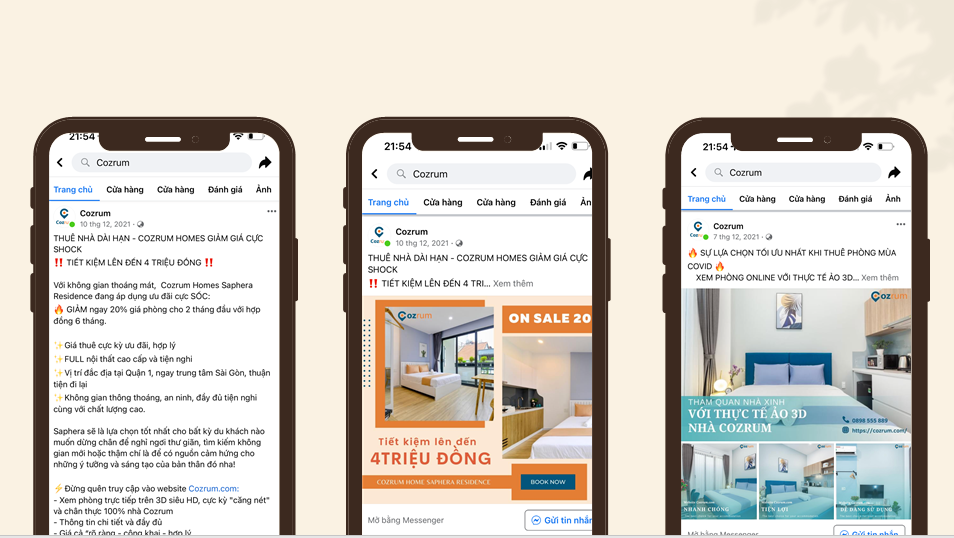 21:54
Cozrum
Trang chủ Cửa hàng Cửa hàng Đánh giá Ảnh
Cozrum
10 thg 12, 2021
THUÊ NHÀ DÀI HẠN - COZRUM HOMES GIẢM GIÁ CỰC
SHOCK
‼️ TIẾT KIỆM LÊN ĐẾN 4 TRIỆU ĐỒNG ‼️
Với không gian thoáng mát, Cozrum Homes Saphera
Residence đang áp dụng ưu đãi cực SỐC:
🔥 GIẢM ngay 20% giá phòng cho 2 tháng đầu với hợp
đồng 6 tháng.
✨Giá thuê cực kỳ ưu đãi, hợp lý
✨FULL nội thất cao cấp và tiện nghi
✨Vị trí đắc địa tại Quận 1, ngay trung tâm Sài Gòn, thuận
tiện đi lại
✨Không gian thông thoáng, an ninh, đầy đủ tiện nghi
cùng với chất lượng cao.
Saphera sẽ là lựa chọn tốt nhất cho bất kỳ du khách nào
muốn dừng chân để nghỉ ngơi thư giãn, tìm kiếm không
gian mới hoặc thậm chí là để có nguồn cảm hứng cho
những ý tưởng và sáng tạo của bản thân đó nha!
⚡Đừng quên truy cập vào website Cozrum.com:
- Xem phòng trực tiếp trên 3D siêu HD, cực kỳ "căng nét"
và chân thực 100% nhà Cozrum
- Thông tin chi tiết và đầy đủ
- Giá cả "rõ ràng - công khai - hợp lý
21:54
Cozrum
Trang chủ Cửa hàng Cửa hàng Đánh giá Ản
Cozrum
10 thg 12, 2021
THUÊ NHÀ DÀI HẠN - COZRUM HOMES GIẢM GIÁ CỰC
SHOCK
‼️ TIẾT KIỆM LÊN ĐẾN 4 TRI... Xem thêm
Cozrum
ON SALE 20
Tiết kiệm lên đến
4TRIỆU ĐỒNG
COZRUM HOME SAPHERA RESIDENCE
BOOK NOW
Mở bằng Messenger
Gửi tin nhắn
21:54
Cozrum
Trang chủ Cửa hàng Cửa hàng Đánh giá Ảnh
Cozrum
7 thg 12, 2021
🔥 SỰ LỰA CHỌN TỐI ƯU NHẤT KHI THUÊ PHÒNG MÙA
COVID 🔥
XEM PHÒNG ONLINE VỚI THỰC TẾ ẢO 3D... Xem thêm
Cozrum
THAM QUAN NHÀ XINH
VỚI THỰC TẾ ẢO 3D
NHÀ COZRUM
0898 555 889
https://cozrum.com/
NHANH CHÓNG
TIỆN LỢI
DỄ DÀNG SỬ DỤNG
Mở bằng Messenger
Gửi tin nhắn